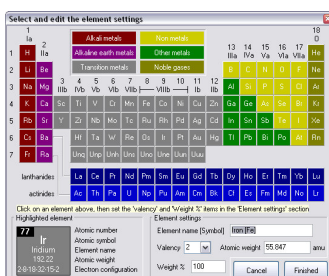 Select and edit the element settings
1 18
Ia 0
1 H 2 Alkali metals Non metals 13 14 15 16 17 He
IIa Alkaline earth metals Other metals IIIa IVa Va VIa VIIa
2 Li Be Transition metals Noble gases B C N O F Ne
3 Na Mg 3 4 5 6 7 8 9 10 11 12 Al Si P S Cl Ar
IIIb IVb Vb VIb VIIb VIIIb Ib IIb
4 K Ca Sc Ti V Cr Mn Fe Co Ni Cu Zn Ga Ge As Se Br Kr
5 Rb Sr Y Zr Nb Mo Tc Ru Rh Pd Ag Cd In Sn Sb Te I Xe
6 Cs Ba Hf Ta W Re Os Ir Pt Au Hg Tl Pb Bi Po At Rn
7 Fr Ra Unq Unp Unh Uns Uno Une Uun Uuu
lanthanides La Ce Pr Nd Pm Sm Eu Gd Tb Dy Ho Er Tm Yb Lu
actinides Ac Th Pa U Np Pu Am Cm Bk Cf Es Fm Md No Lr
Click on an element above, then set the 'valency' and 'Weight %' items in the 'Element settings' section
Highlighted element
77
Ir
Indium
192.22
2-8-18-32-15-2
Atomic number
Atomic symbol
Element name
Atomic weight
Electron configuration
Element settings
Element name [Symbol] Iron [Fe]
Valency 2 Atomic weight 55.847 amu
Weight % 100 Cancel Finished